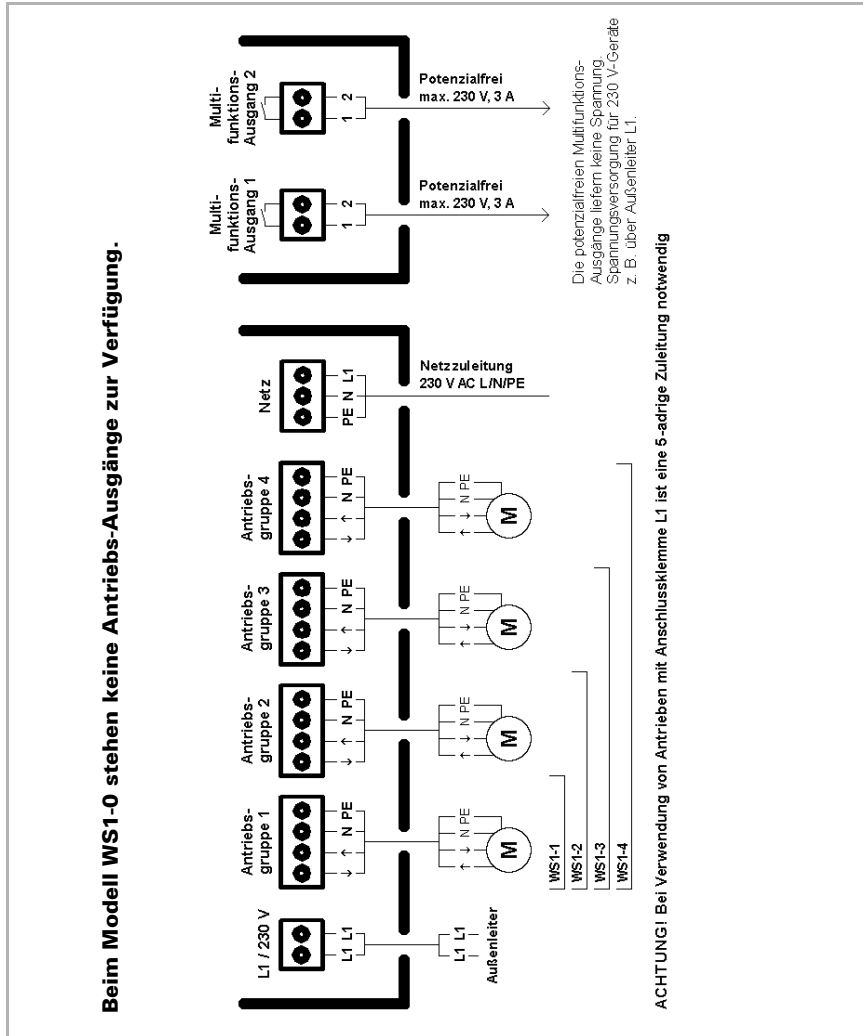 Beim Modell WS1-0 stehen keine Antriebs-Ausgänge zur Verfügung.
L1 / 230 V
L1 L1
L1 L1
Außenleiter
Antriebs-
gruppe 1
↓ ↑ N PE
↑ ↓ N PE
M
Antriebs-
gruppe 2
↓ ↑ N PE
↑ ↓ N PE
M
Antriebs-
gruppe 3
↓ ↑ N PE
↑ ↓ N PE
M
Antriebs-
gruppe 4
↓ ↑ N PE
↑ ↓ N PE
M
Netz
PE N L1
Netzzuleitung
230 V AC L/N/PE
Multi-
funktions-
Ausgang 1
1 2
Potenzialfrei
max. 230 V, 3 A
Multi-
funktions-
Ausgang 2
1 2
Potenzialfrei
max. 230 V, 3 A
Die potenzialfreien Multifunktions-
Ausgänge liefern keine Spannung.
Spannungsversorgung für 230 V-Geräte
z. B. über Außenleiter L1.
WS1-1
WS1-2
WS1-3
WS1-4
ACHTUNG! Bei Verwendung von Antrieben mit Anschlussklemme L1 ist eine 5-adrige Zuleitung notwendig